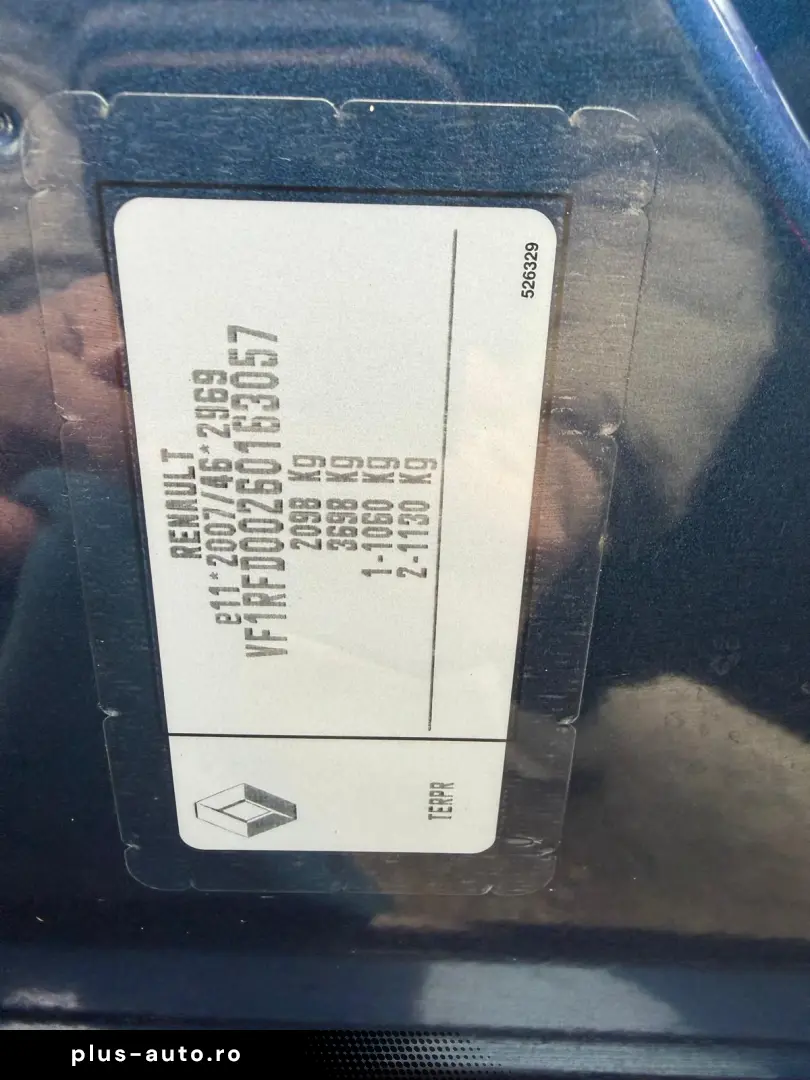 RENAULT
e11*2007/46*2969
VF1RFD00260163057
2098 Kg
3698 Kg
1-1060 Kg
2-1130 Kg
526329
TERPR
plus-auto.ro